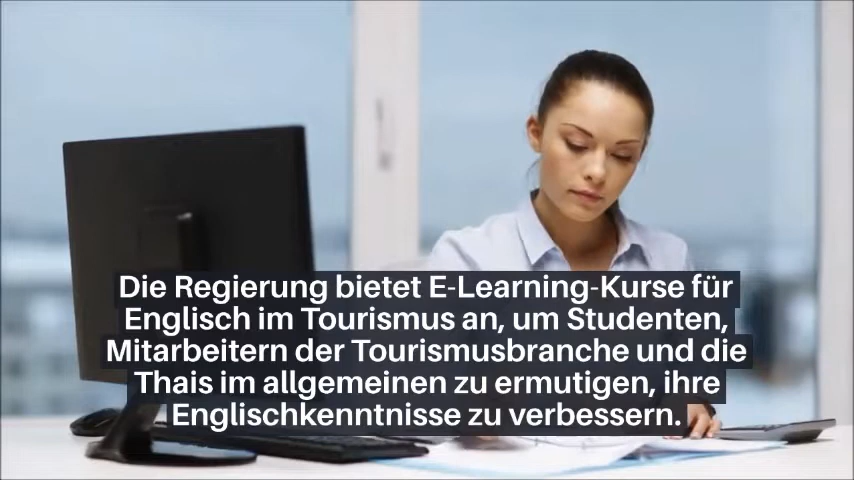 Die Regierung bietet E-Learning-Kurse für
Englisch im Tourismus an, um Studenten,
Mitarbeitern der Tourismusbranche und die
Thais im allgemeinen zu ermutigen, ihre
Englischkenntnisse zu verbessern.